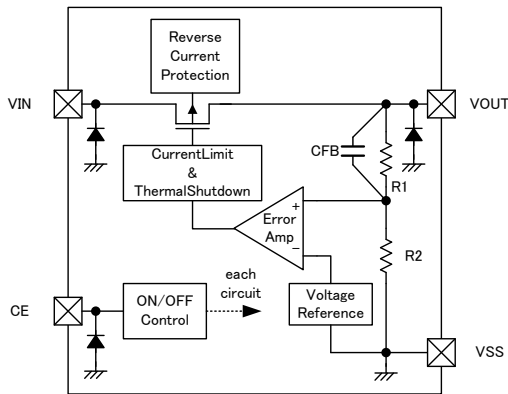 Reverse
Current
Protection
VIN
VOUT
CFB
R1
CurrentLimit
&
ThermalShutdown
+
Error
Amp
−
R2
each
circuit
CE
ON/OFF
Control
Voltage
Reference
VSS